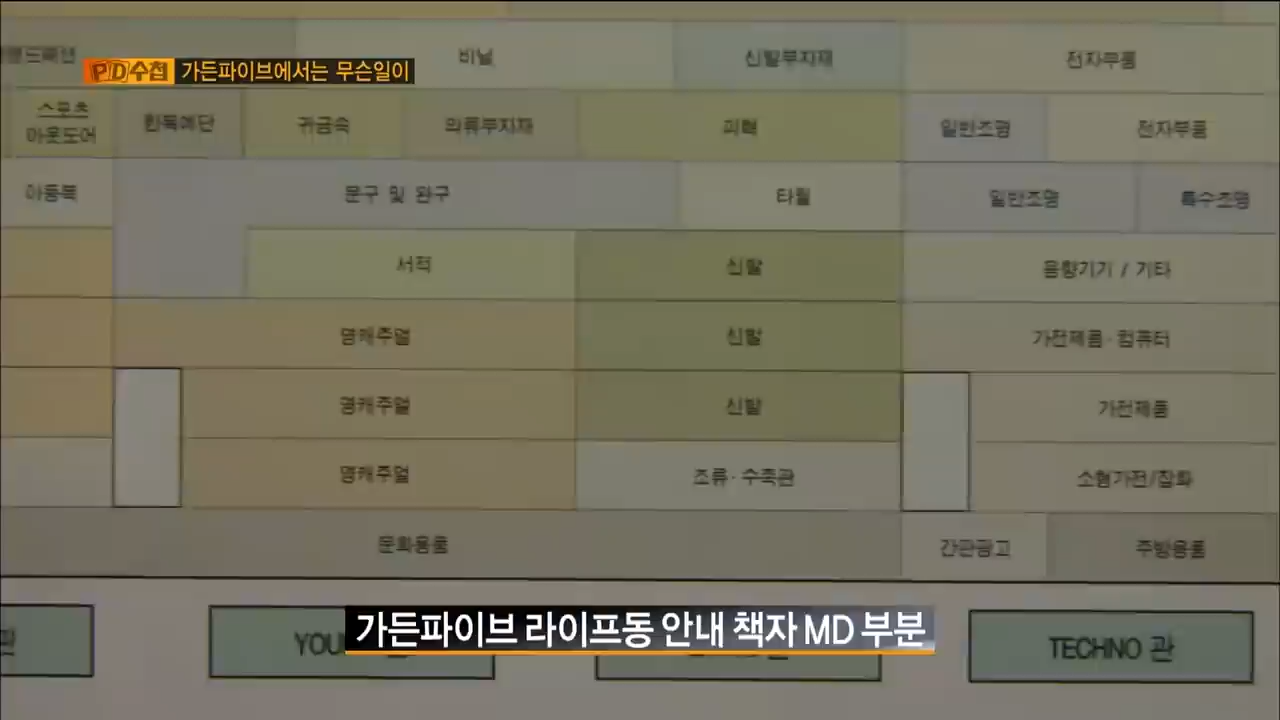 비닐 신발부자재 전자부품
PD수첩 가든파이브에서는 무슨일이
스포츠
아웃도어 한복예단 귀금속 의류부자재 피혁 일반조명 전자부품
아동복 문구 및 완구 타월 일반조명 특수조명
서적 신발 음향기기 / 기타
영캐주얼 신발 가전제품·컴퓨터
영캐주얼 신발 가전제품
영캐주얼 조류·수족관 소형가전/잡화
문화용품 간판광고 주방용품
가든파이브 라이프동 안내 책자 MD 부분
TECHNO 관